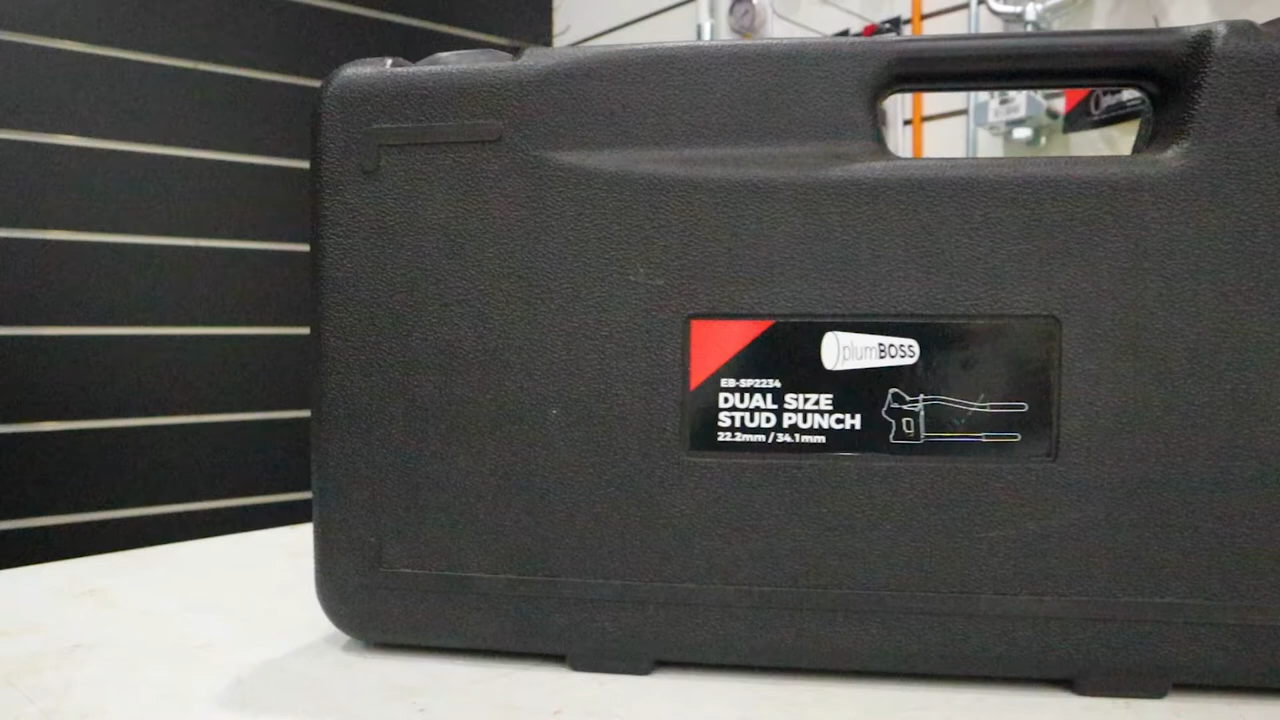 plumBOSS
EB-SP2234
DUAL SIZE
STUD PUNCH
22.2mm / 34.1mm